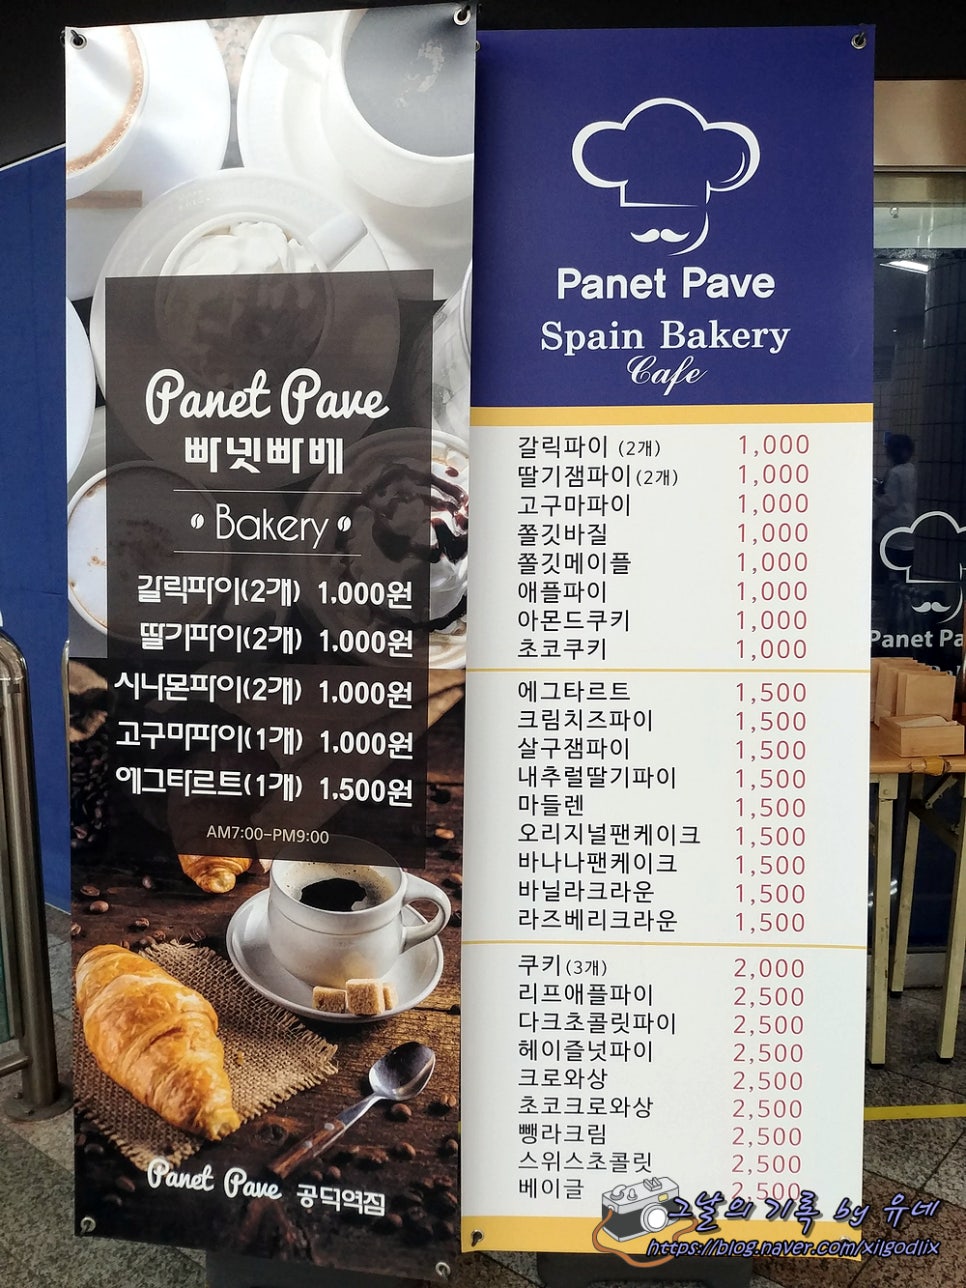 Panet Pave
빠넷빠베
Bakery
갈릭파이(2개) 1.000원
딸기파이(2개) 1.000원
시나몬파이(2개) 1.000원
고구마파이(1개) 1.000원
에그타르트(1개) 1.500원
AM7:00-PM9:00
Panet Pave 공덕역점
Panet Pave
Spain Bakery
Cafe
갈릭파이 (2개) 1,000
딸기잼파이(2개) 1,000
고구마파이 1,000
쫄깃바질 1,000
쫄깃메이플 1,000
애플파이 1,000
아몬드쿠키 1,000
초코쿠키 1,000
에그타르트 1,500
크림치즈파이 1,500
살구잼파이 1,500
내추럴딸기파이 1,500
마들렌 1,500
오리지널팬케이크 1,500
바나나팬케이크 1,500
바닐라크라운 1,500
라즈베리크라운 1,500
쿠키(3개) 2,000
리프애플파이 2,500
다크초콜릿파이 2,500
헤이즐넛파이 2,500
크로와상 2,500
초코크로와상 2,500
뺑라크림 2,500
스위스초콜릿 2,500
베이글 2,500
Panet Pa
그날의 기록 by 유네
https://blog.naver.com/xilgodlix